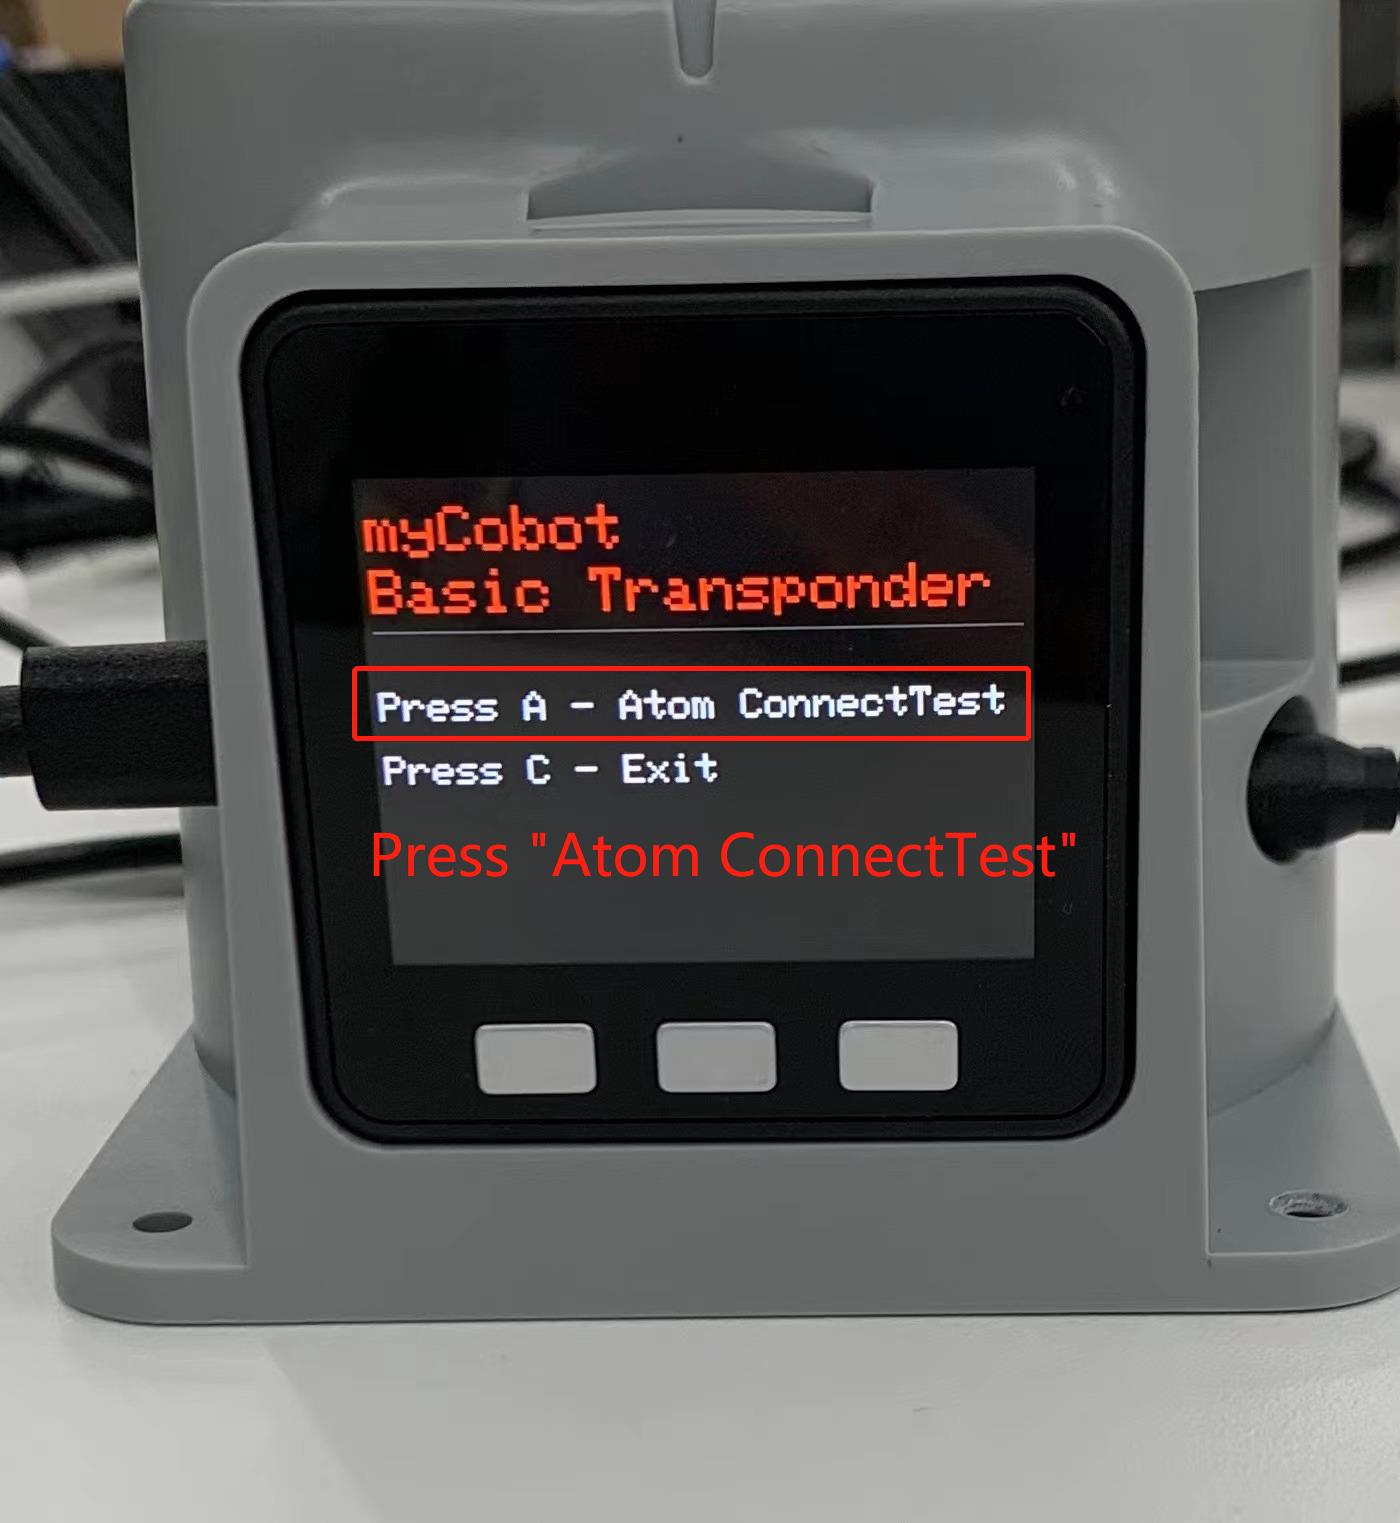 myCobot
Basic Transponder
Press A - Atom ConnectTest
Press C - Exit
Press "Atom ConnectTest"